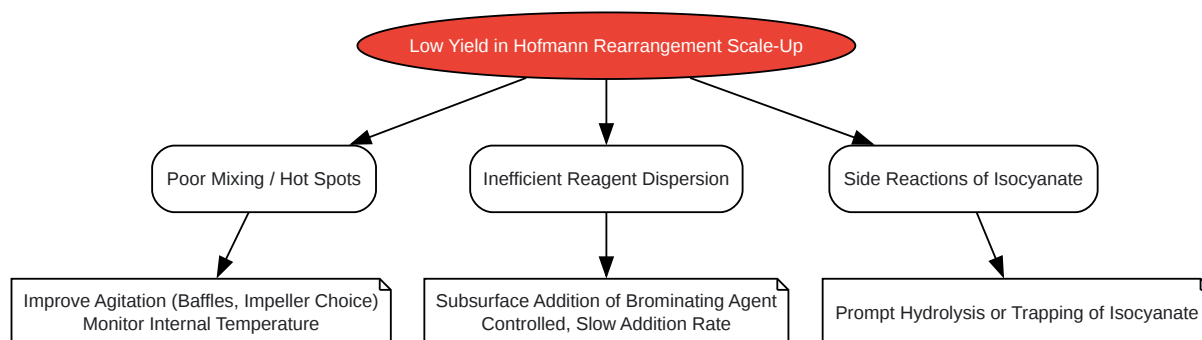 Low Yield in Hofmann Rearrangement Scale-Up
Poor Mixing / Hot Spots
Inefficient Reagent Dispersion
Side Reactions of Isocyanate
Improve Agitation (Baffles, Impeller Choice)
Monitor Internal Temperature
Subsurface Addition of Brominating Agent
Controlled, Slow Addition Rate
Prompt Hydrolysis or Trapping of Isocyanate